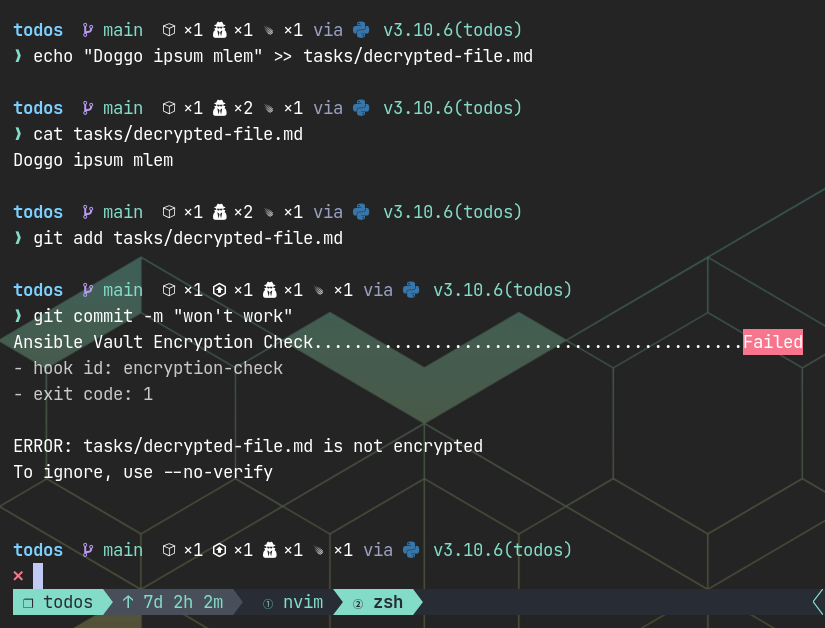 todos main ×1 ×1 ×1 via v3.10.6(todos)
❯ echo "Doggo ipsum mlem" >> tasks/decrypted-file.md
todos main ×1 ×2 ×1 via v3.10.6(todos)
❯ cat tasks/decrypted-file.md
Doggo ipsum mlem
todos main ×1 ×2 ×1 via v3.10.6(todos)
❯ git add tasks/decrypted-file.md
todos main ×1 ×1 ×1 ×1 via v3.10.6(todos)
❯ git commit -m "won't work"
Ansible Vault Encryption Check...........................................Failed
- hook id: encryption-check
- exit code: 1
ERROR: tasks/decrypted-file.md is not encrypted
To ignore, use --no-verify
todos main ×1 ×1 ×1 ×1 via v3.10.6(todos)
×
❐ todos ↑ 7d 2h 2m ① nvim ② zsh